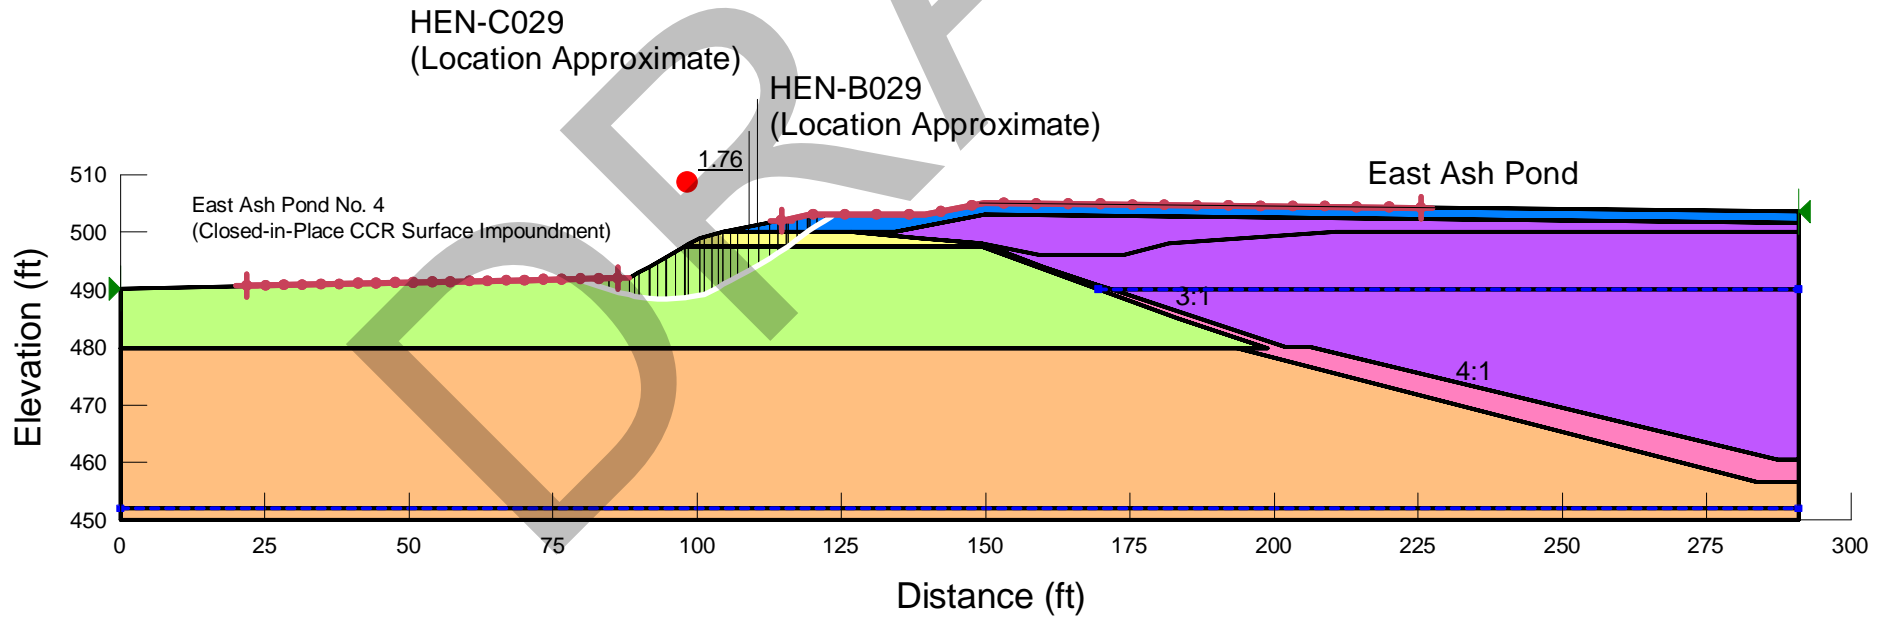 HEN-C029
(Location Approximate)
HEN-B029
(Location Approximate)
1.76
East Ash Pond
East Ash Pond No. 4
(Closed-in-Place CCR Surface Impoundment)
510
500
490
480
470
460
450
Elevation (ft)
3:1
4:1
0 25 50 75 100 125 150 175 200 225 250 275 300
Distance (ft)
DRA